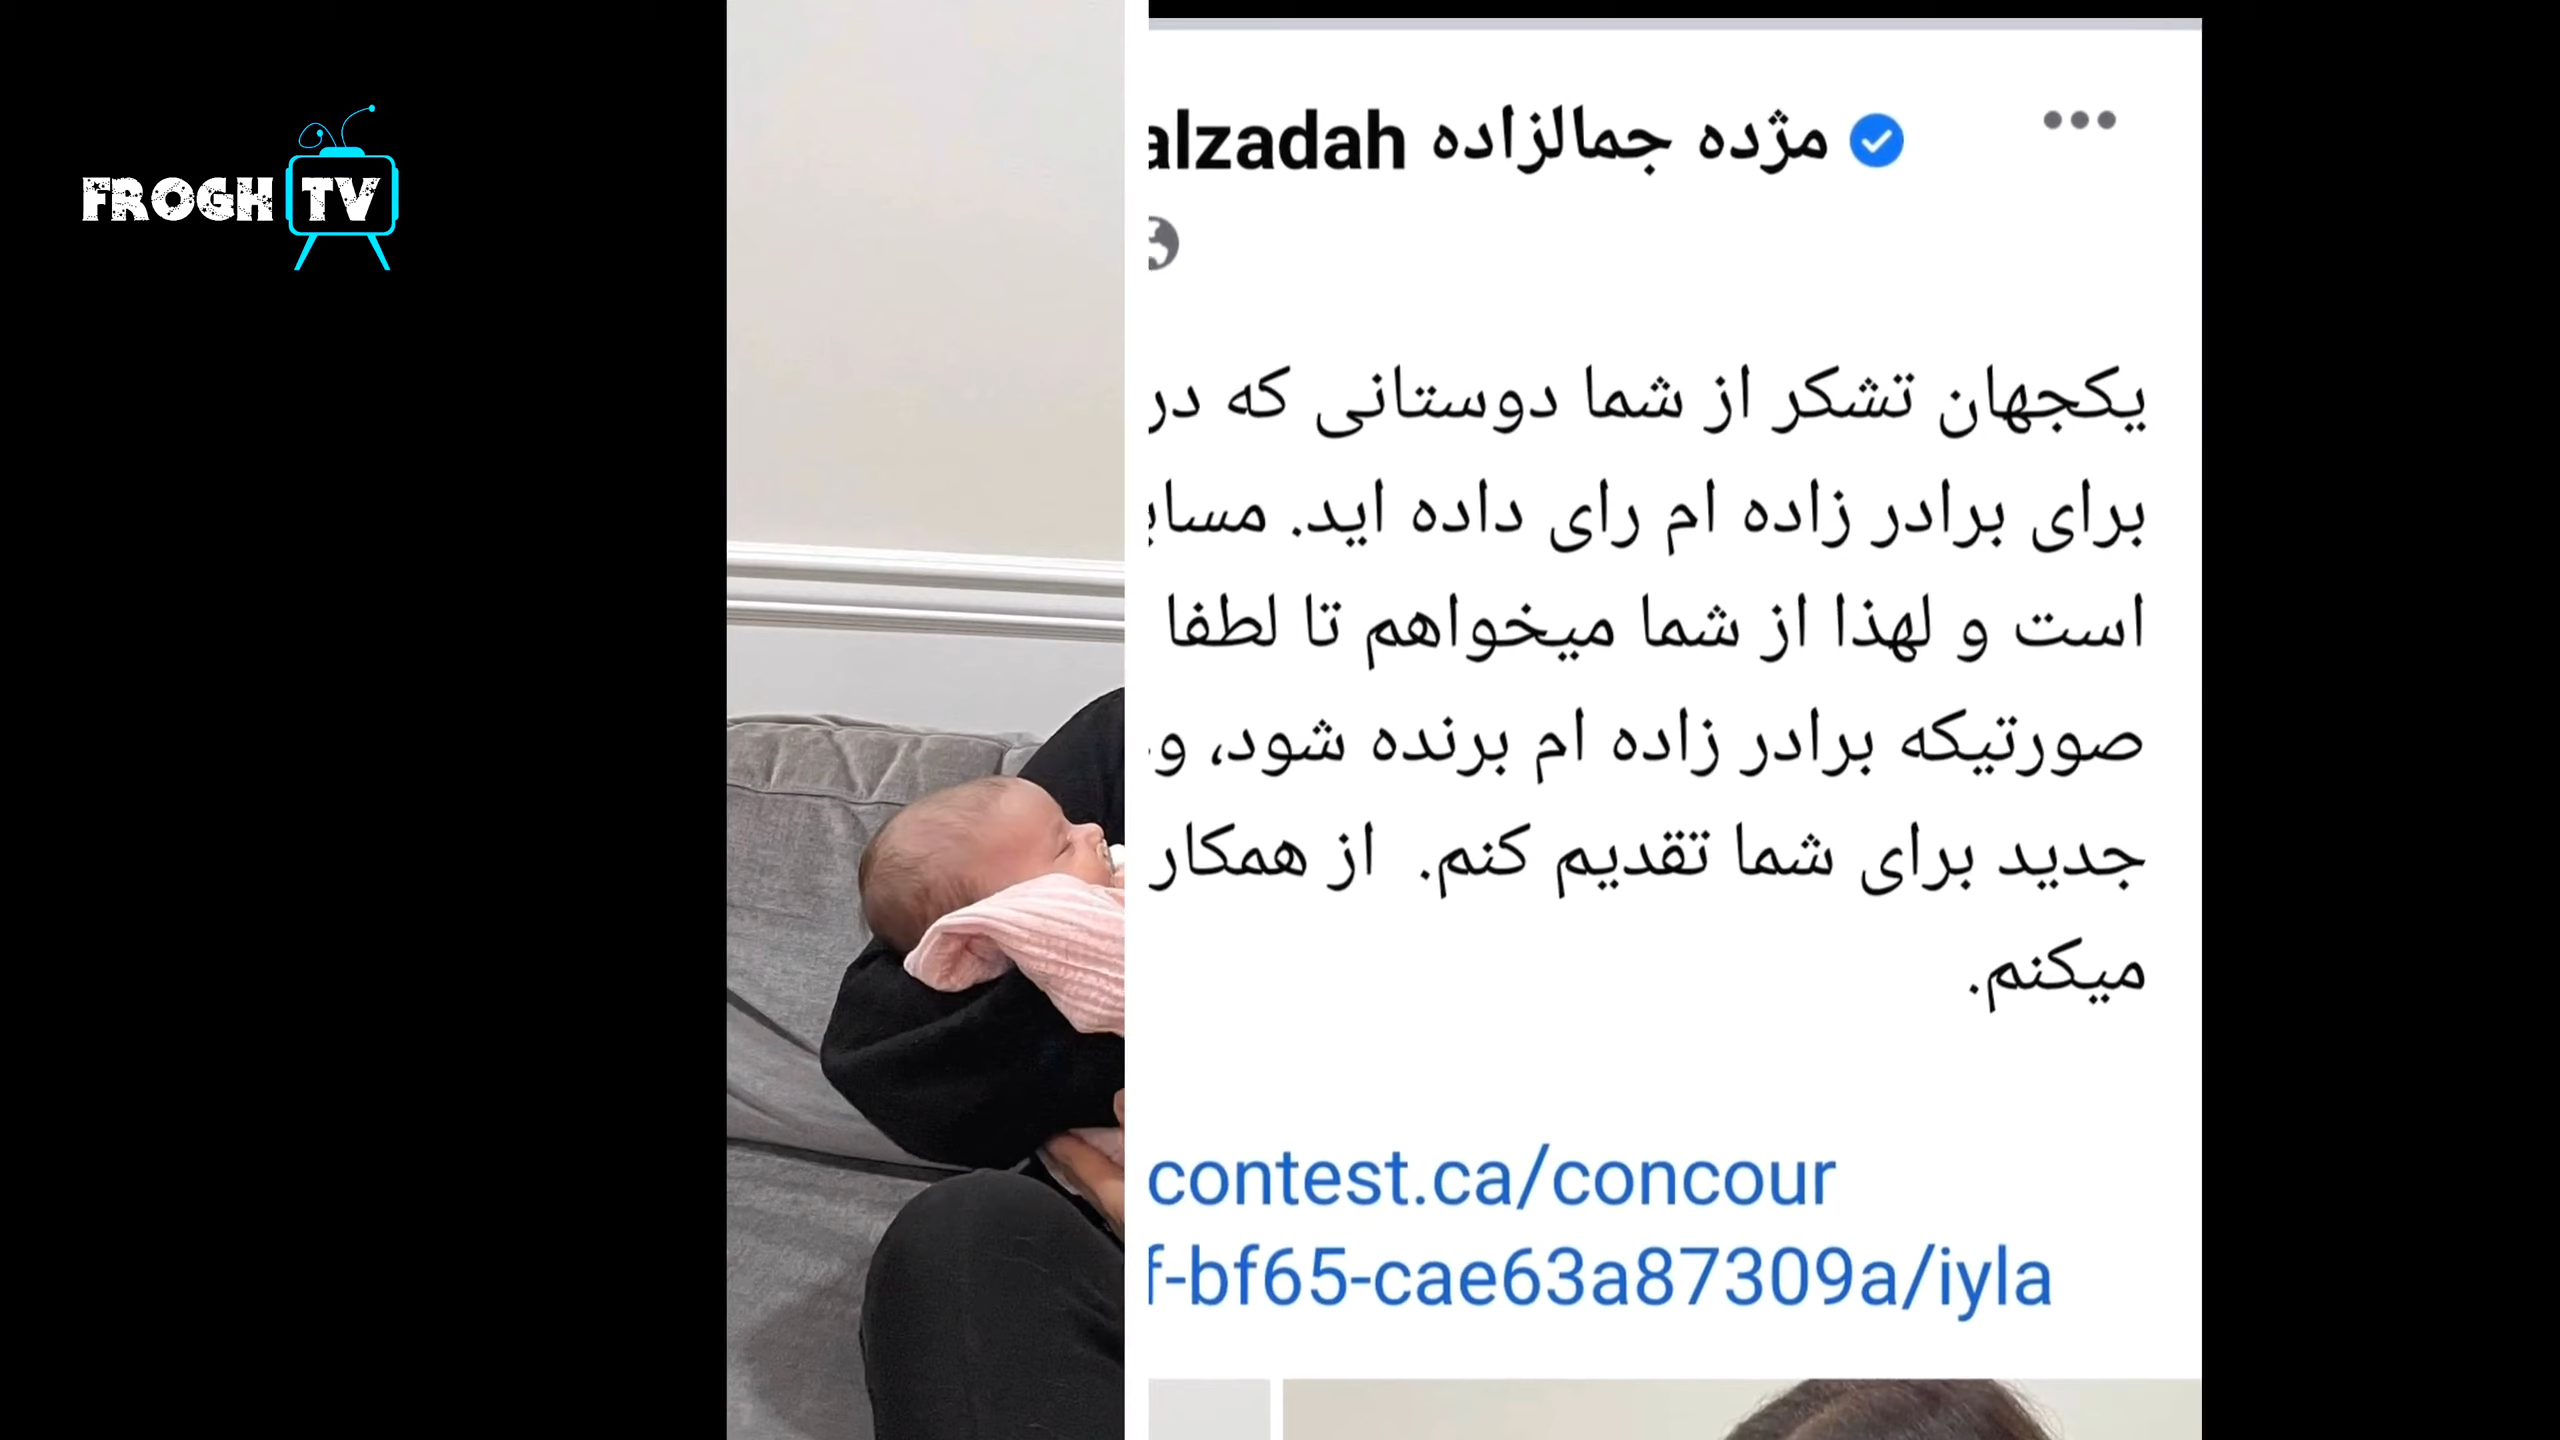 FROGH TV
alzadah مژده جمالزاده
یکجهان تشکر از شما دوستانی که در
برای برادر زاده ام رای داده اید.
است و لهذا از شما میخواهم تا لطفا
صورتیکه برادر زاده ام برنده شود،
جدید برای شما تقدیم کنم. از
میکنم.
contest.ca/concour
f-bf65-cae63a87309a/iyla